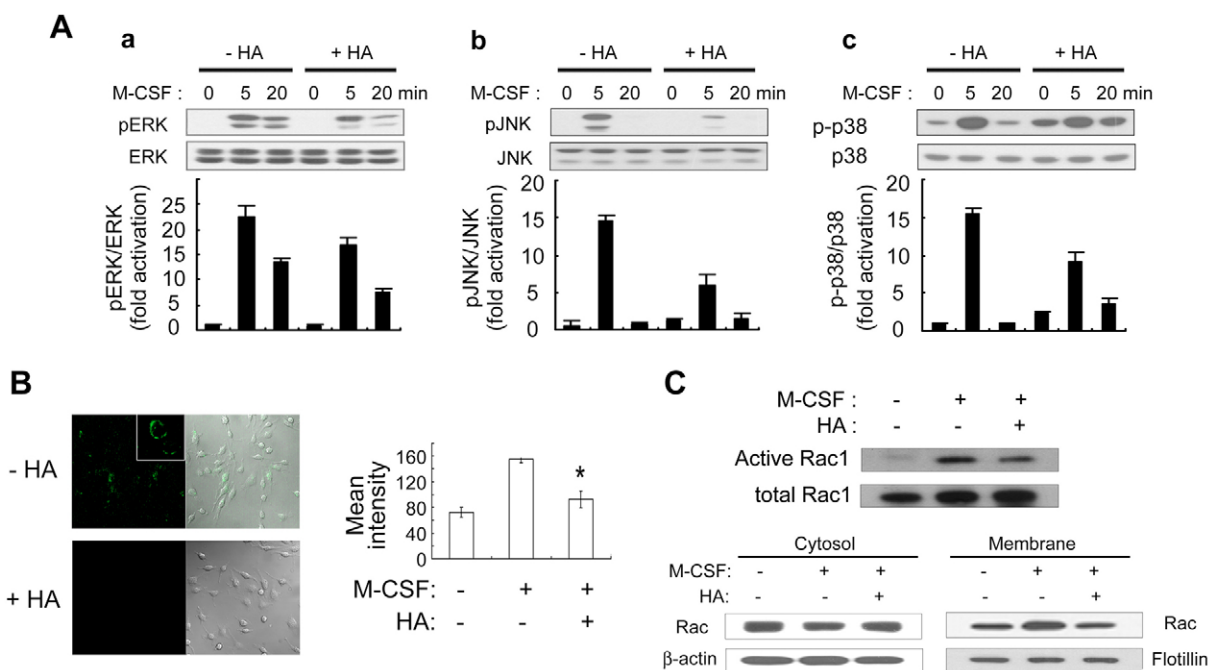 A
a
- HA + HA
M-CSF : 0 5 20 0 5 20 min
pERK
ERK
pERK/ERK
(fold activation)
25
20
15
10
5
0
b
- HA + HA
M-CSF : 0 5 20 0 5 20
pJNK
JNK
pJNK/JNK
(fold activation)
20
15
10
5
0
c
- HA + HA
M-CSF : 0 5 20 0 5 20 min
p-p38
p38
p-p38/p38
(fold activation)
20
15
10
5
0
B
- HA
+ HA
Mean
intensity
160
120
80
40
0
*
M-CSF: - + +
HA: - - +
C
M-CSF : - + +
HA : - - +
Active Rac1
total Rac1
Cytosol Membrane
M-CSF: - + + - + +
HA: - - + - - +
Rac Rac
β-actin Flotillin